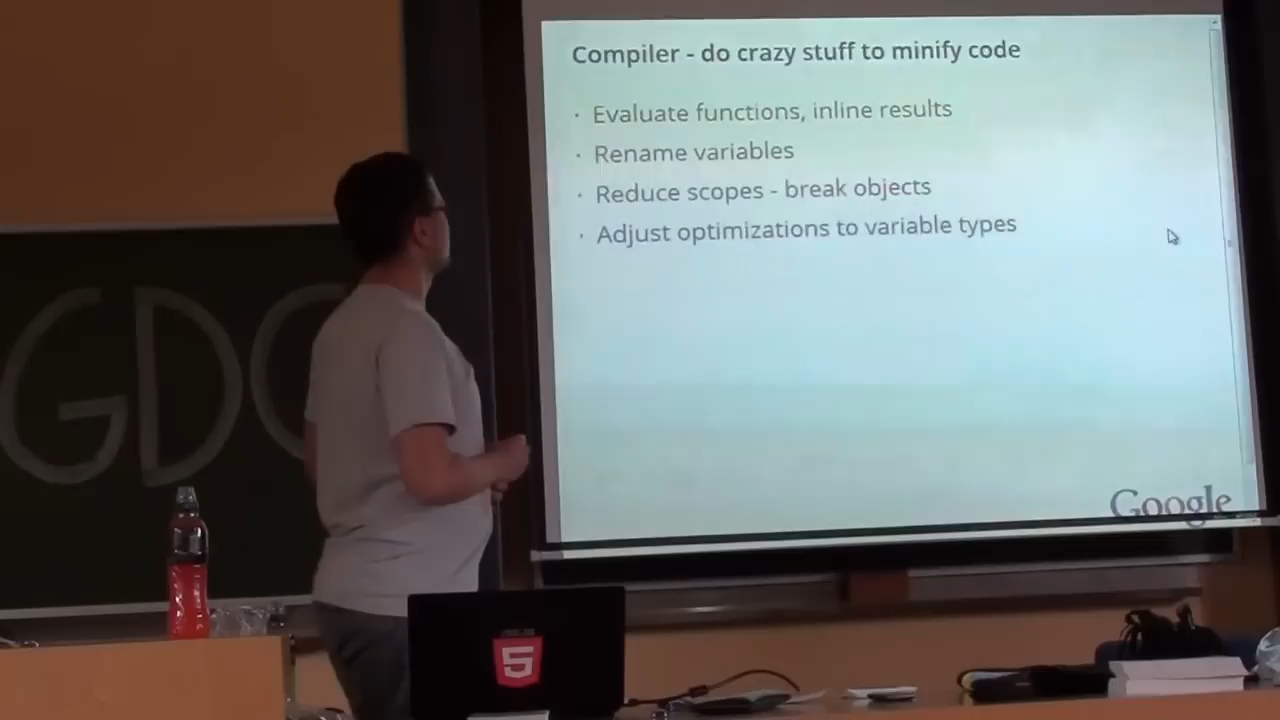 Compiler - do crazy stuff to minify code
· Evaluate functions, inline results
· Rename variables
· Reduce scopes - break objects
· Adjust optimizations to variable types
Google
GDG
5